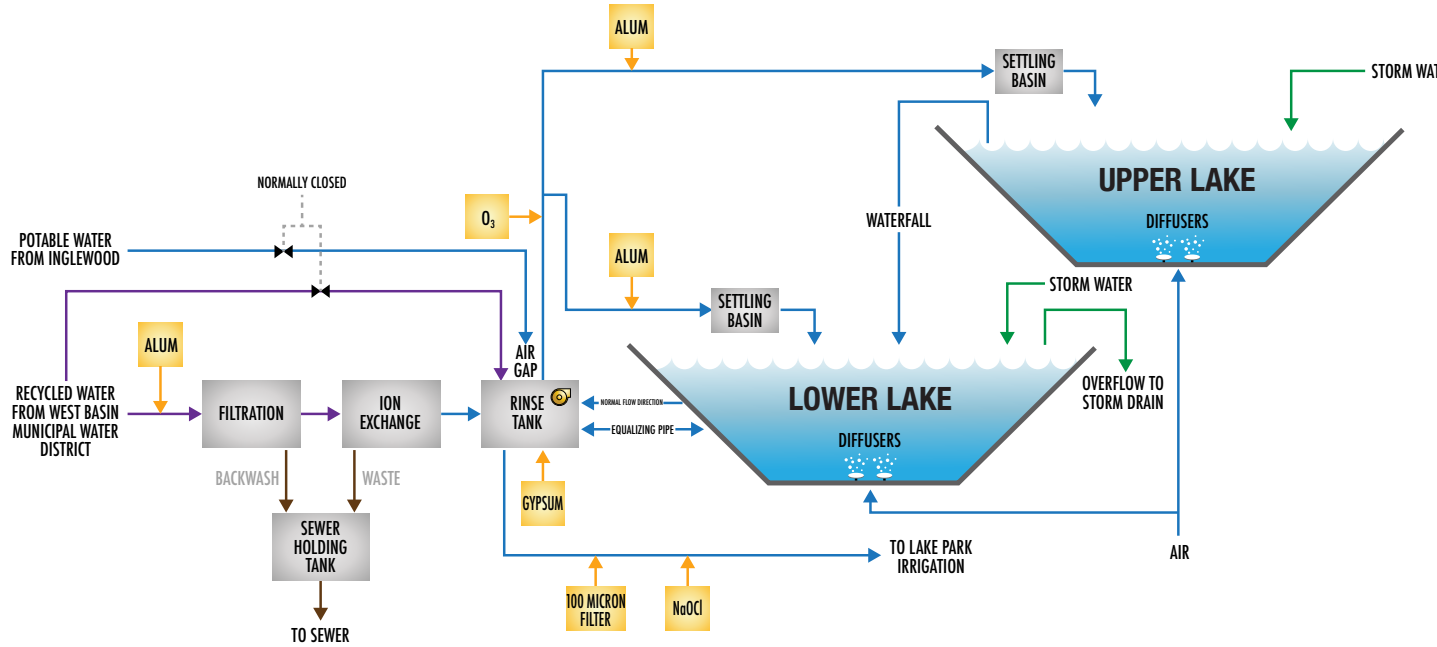 ALUM
SETTLING
BASIN
STORM WAT
UPPER LAKE
DIFFUSERS
NORMALLY CLOSED
O₃
WATERFALL
POTABLE WATER
FROM INGLEWOOD
ALUM
SETTLING
BASIN
STORM WATER
ALUM
AIR
GAP
RECYCLED WATER
FROM WEST BASIN
MUNICIPAL WATER
DISTRICT
FILTRATION
ION
EXCHANGE
RINSE
TANK
NORMAL FLOW DIRECTION
EQUALIZING PIPE
LOWER LAKE
DIFFUSERS
OVERFLOW TO
STORM DRAIN
BACKWASH
WASTE
GYPSUM
SEWER
HOLDING
TANK
TO LAKE PARK
IRRIGATION
AIR
100 MICRON
FILTER
NaOCl
TO SEWER